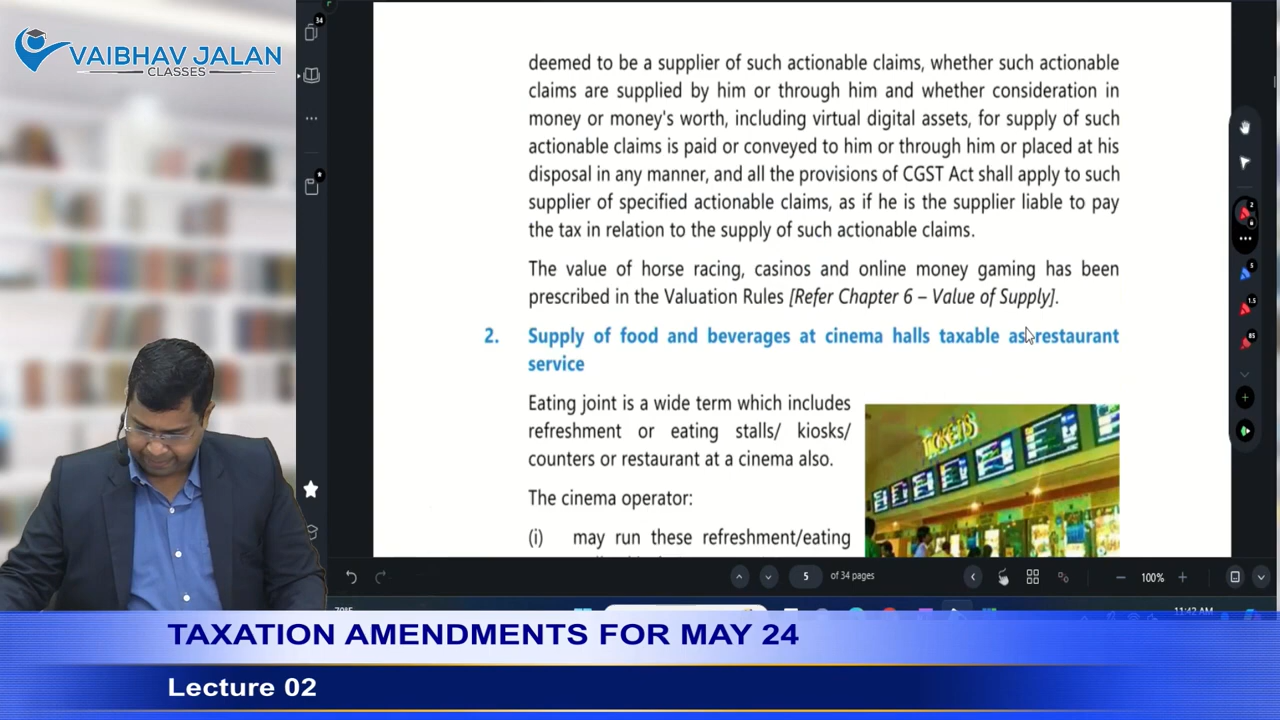 34
VAIBHAV JALAN
CLASSES
deemed to be a supplier of such actionable claims, whether such actionable
claims are supplied by him or through him and whether consideration in
money or money's worth, including virtual digital assets, for supply of such
actionable claims is paid or conveyed to him or through him or placed at his
disposal in any manner, and all the provisions of CGST Act shall apply to such
supplier of specified actionable claims, as if he is the supplier liable to pay
the tax in relation to the supply of such actionable claims.
The value of horse racing, casinos and online money gaming has been
prescribed in the Valuation Rules [Refer Chapter 6 – Value of Supply].
2. Supply of food and beverages at cinema halls taxable as restaurant
service
Eating joint is a wide term which includes
refreshment or eating stalls/ kiosks/
counters or restaurant at a cinema also.
TICKETS
The cinema operator:
(i) may run these refreshment/eating
2
5
1.5
85
5 of 34 pages
100%
TAXATION AMENDMENTS FOR MAY 24
Lecture 02